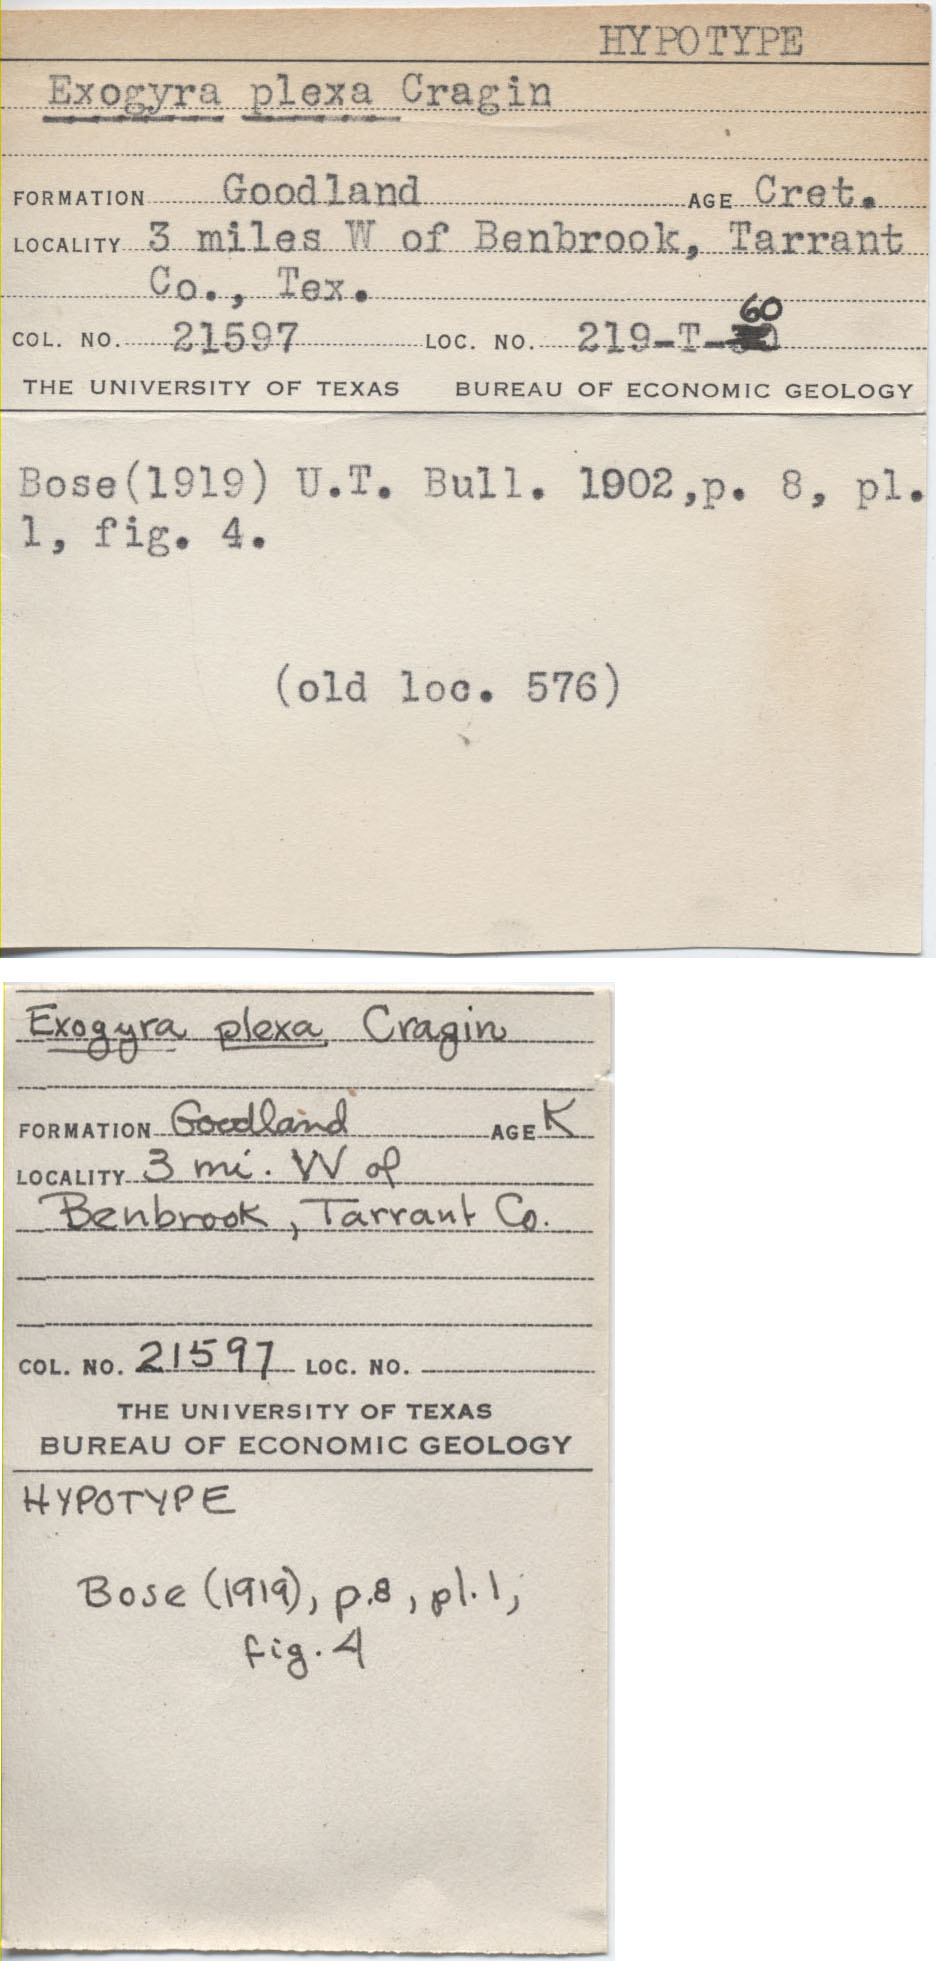 HYPOTYPE
Exogyra plexa Cragin
FORMATION Goodland AGE Cret.
LOCALITY 3 miles W of Benbrook, Tarrant
Co., Tex.
60
COL. NO. 21597 LOC. NO. 219-T-
THE UNIVERSITY OF TEXAS BUREAU OF ECONOMIC GEOLOGY
Bose(1919) U.T. Bull. 1902,p. 8, pl.
1, fig. 4.
(old loc. 576)
Exogyra plexa Cragin
FORMATION Goodland AGE K
LOCALITY 3 mi. W of
Benbrook, Tarrant Co.
COL. NO. 21597 LOC. NO.
THE UNIVERSITY OF TEXAS
BUREAU OF ECONOMIC GEOLOGY
HYPOTYPE
Bose (1919), p.8, pl.1,
fig. 4